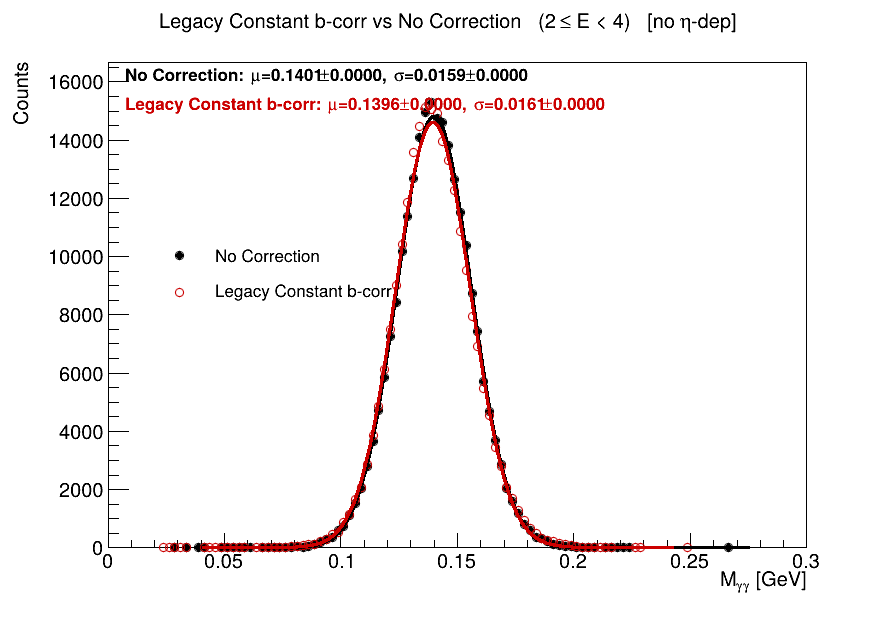 Legacy Constant b-corr vs No Correction (2 ≤ E < 4) [no η-dep]
Counts
No Correction: μ=0.1401±0.0000, σ=0.0159±0.0000
Legacy Constant b-corr: μ=0.1396±0.0000, σ=0.0161±0.0000
16000
14000
12000
10000
8000
6000
4000
2000
0
No Correction
Legacy Constant b-corr
0 0.05 0.1 0.15 0.2 0.25 0.3
Mγγ [GeV]